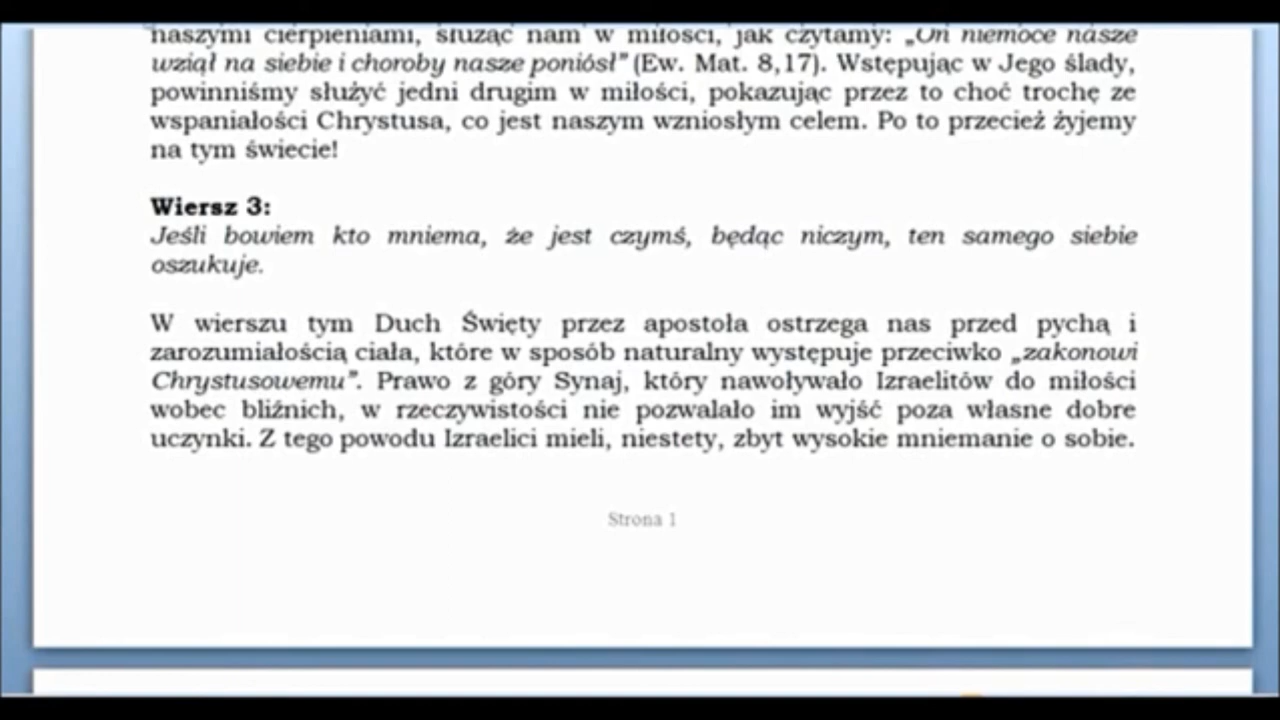 naszymi cierpieniami, służąc nam w miłości, jak czytamy: „On niemoce nasze
wziął na siebie i choroby nasze poniósł” (Ew. Mat. 8,17). Wstępując w Jego ślady,
powinniśmy służyć jedni drugim w miłości, pokazując przez to choć trochę ze
wspaniałości Chrystusa, co jest naszym wzniosłym celem. Po to przecież żyjemy
na tym świecie!
Wiersz 3:
Jeśli bowiem kto mniema, że jest czymś, będąc niczym, ten samego siebie
oszukuje.
W wierszu tym Duch Święty przez apostoła ostrzega nas przed pychą i
zarozumiałością ciała, które w sposób naturalny występuje przeciwko „zakonowi
Chrystusowemu”. Prawo z góry Synaj, który nawoływało Izraelitów do miłości
wobec bliźnich, w rzeczywistości nie pozwalało im wyjść poza własne dobre
uczynki. Z tego powodu Izraelici mieli, niestety, zbyt wysokie mniemanie o sobie.
Strona 1